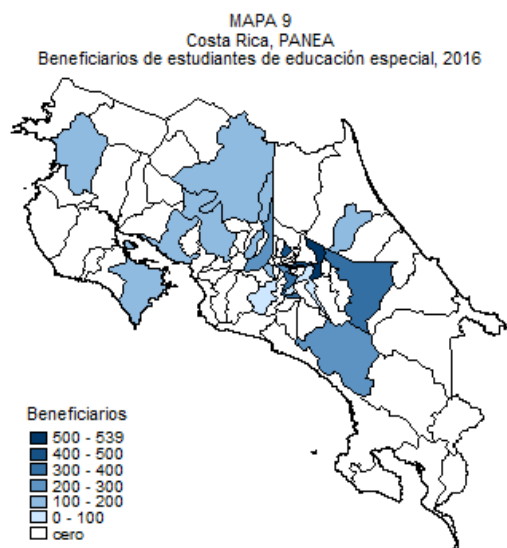 MAPA 9
Costa Rica, PANEA
Beneficiarios de estudiantes de educación especial, 2016
Beneficiarios
500 - 539
400 - 500
300 - 400
200 - 300
100 - 200
0 - 100
cero